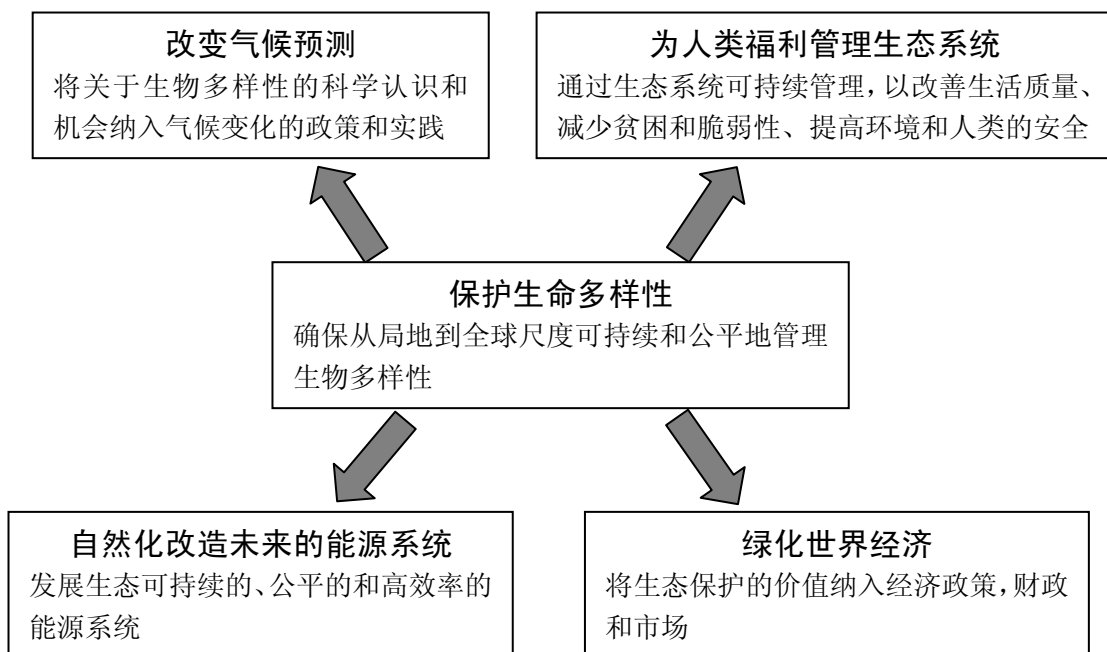 改变气候预测
将关于生物多样性的科学认识和
机会纳入气候变化的政策和实践
为人类福利管理生态系统
通过生态系统可持续管理,以改善生活质量、
减少贫困和脆弱性、提高环境和人类的安全
保护生命多样性
确保从局地到全球尺度可持续和公平地管理
生物多样性
自然化改造未来的能源系统
发展生态可持续的、公平的和高效率的
能源系统
绿化世界经济
将生态保护的价值纳入经济政策,财政
和市场